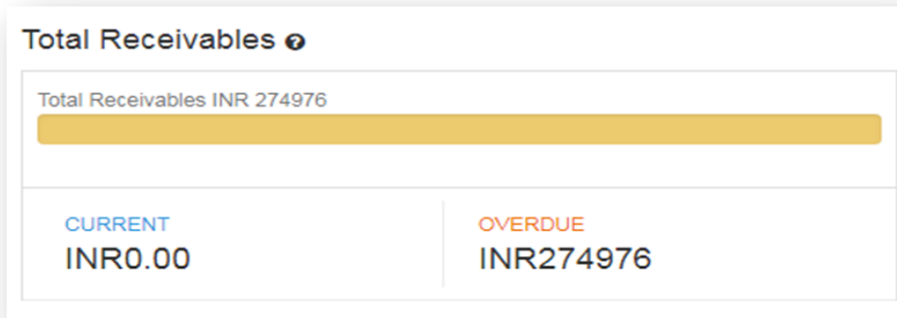 Total Receivables
Total Receivables INR 274976
CURRENT
INR0.00
OVERDUE
INR274976